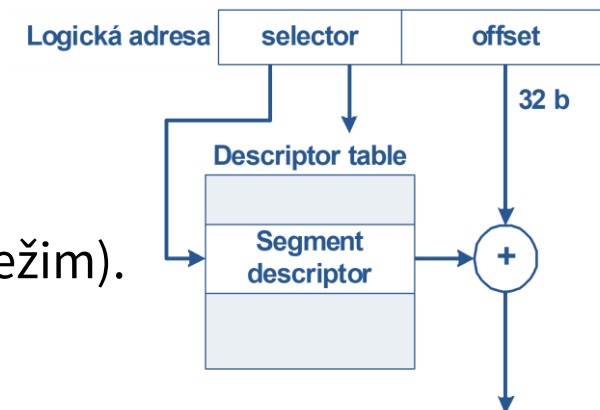 Logická adresa selector offset
32 b
Descriptor table
Segment
descriptor
+
ežim).